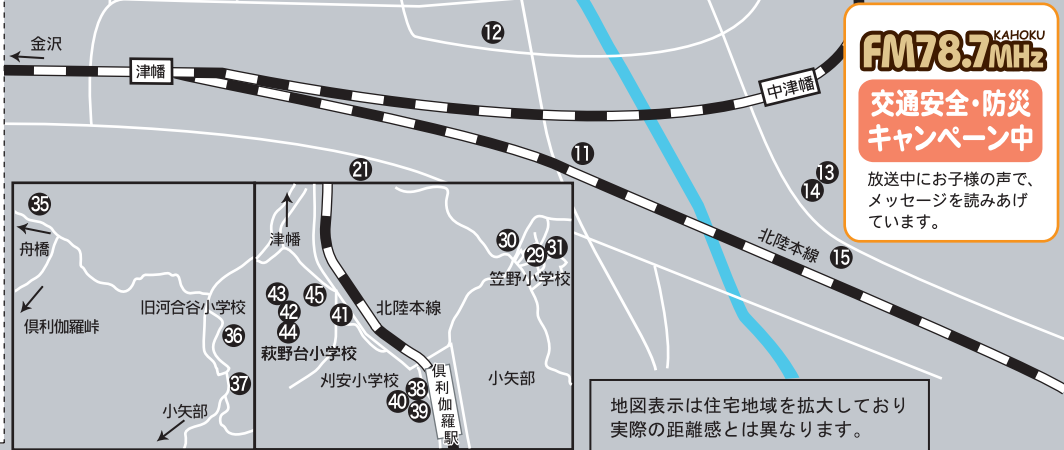 金沢
津幡
中津幡
KAHOKU
FM78.7MHz
交通安全・防災
キャンペーン中
放送中にお子様の声で、
メッセージを読みあげ
ています。
12
11
21
13
14
北陸本線
15
35
舟橋
倶利伽羅峠
旧河合谷小学校
36
37
小矢部
津幡
43
42
45
44
41
萩野台小学校
北陸本線
刈安小学校
38
40
39
倶利伽羅駅
30
29
31
笠野小学校
小矢部
地図表示は住宅地域を拡大しており
実際の距離感とは異なります。